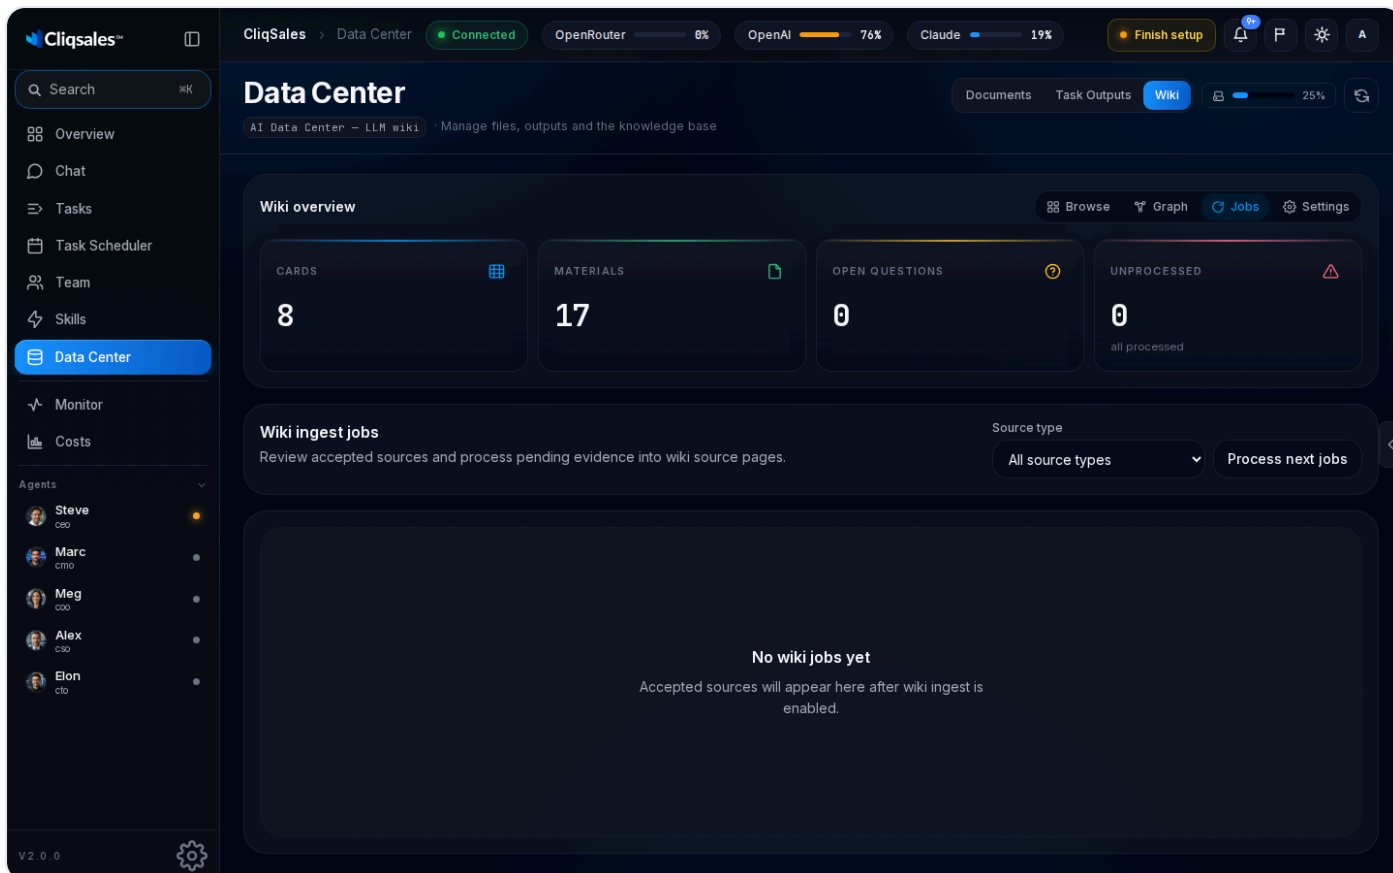 Cliqsales™
Search ⌘K
Overview
Chat
Tasks
Task Scheduler
Team
Skills
Data Center
Monitor
Costs
Agents
Steve
ceo
Marc
cmo
Meg
coo
Alex
cso
Elon
cto
V2.0.0
CliqSales > Data Center
Connected
OpenRouter 0%
OpenAI 76%
Claude 19%
Finish setup
9+
A
Data Center
AI Data Center — LLM wiki · Manage files, outputs and the knowledge base
Documents Task Outputs Wiki
25%
Wiki overview
Browse Graph Jobs Settings
CARDS
8
MATERIALS
17
OPEN QUESTIONS
0
UNPROCESSED
0
all processed
Wiki ingest jobs
Review accepted sources and process pending evidence into wiki source pages.
Source type
All source types
Process next jobs
No wiki jobs yet
Accepted sources will appear here after wiki ingest is
enabled.